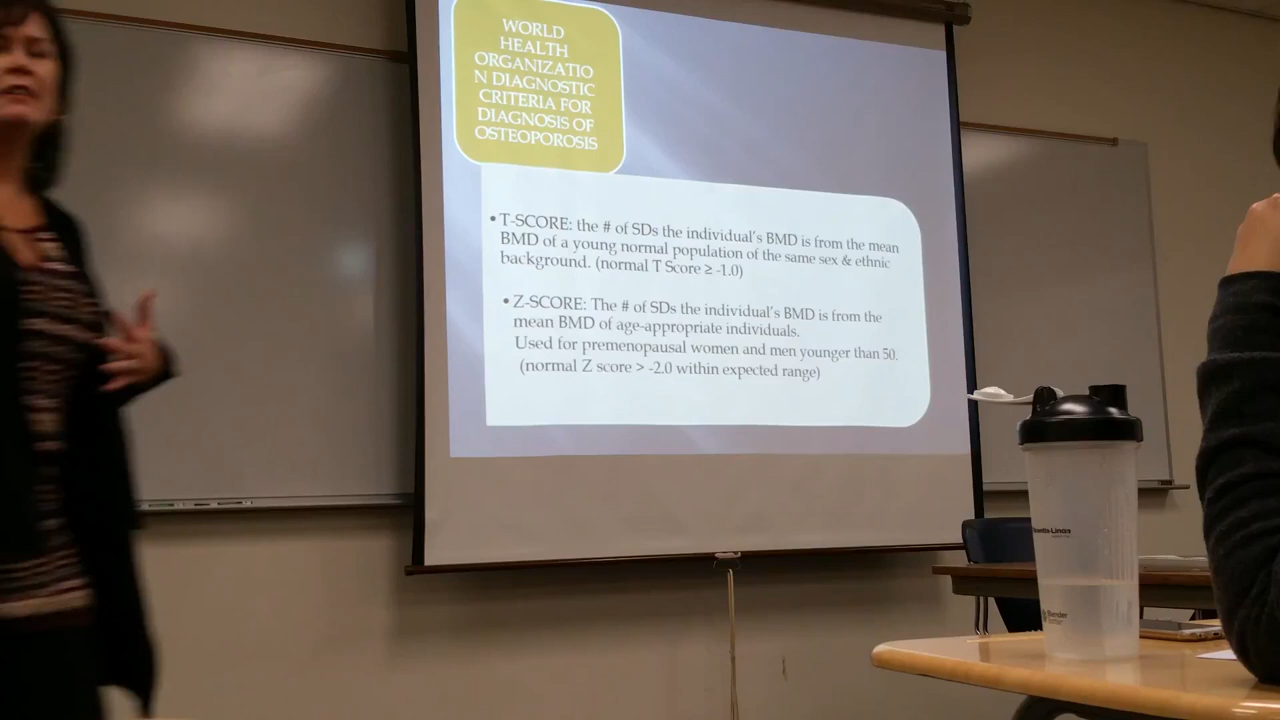 WORLD
HEALTH
ORGANIZATIO
N DIAGNOSTIC
CRITERIA FOR
DIAGNOSIS OF
OSTEOPOROSIS
• T-SCORE: the # of SDs the individual's BMD is from the mean
BMD of a young normal population of the same sex & ethnic
background. (normal T Score ≥ -1.0)
• Z-SCORE: The # of SDs the individual's BMD is from the
mean BMD of age-appropriate individuals.
Used for premenopausal women and men younger than 50.
(normal Z score > -2.0 within expected range)
Blender
Bottle